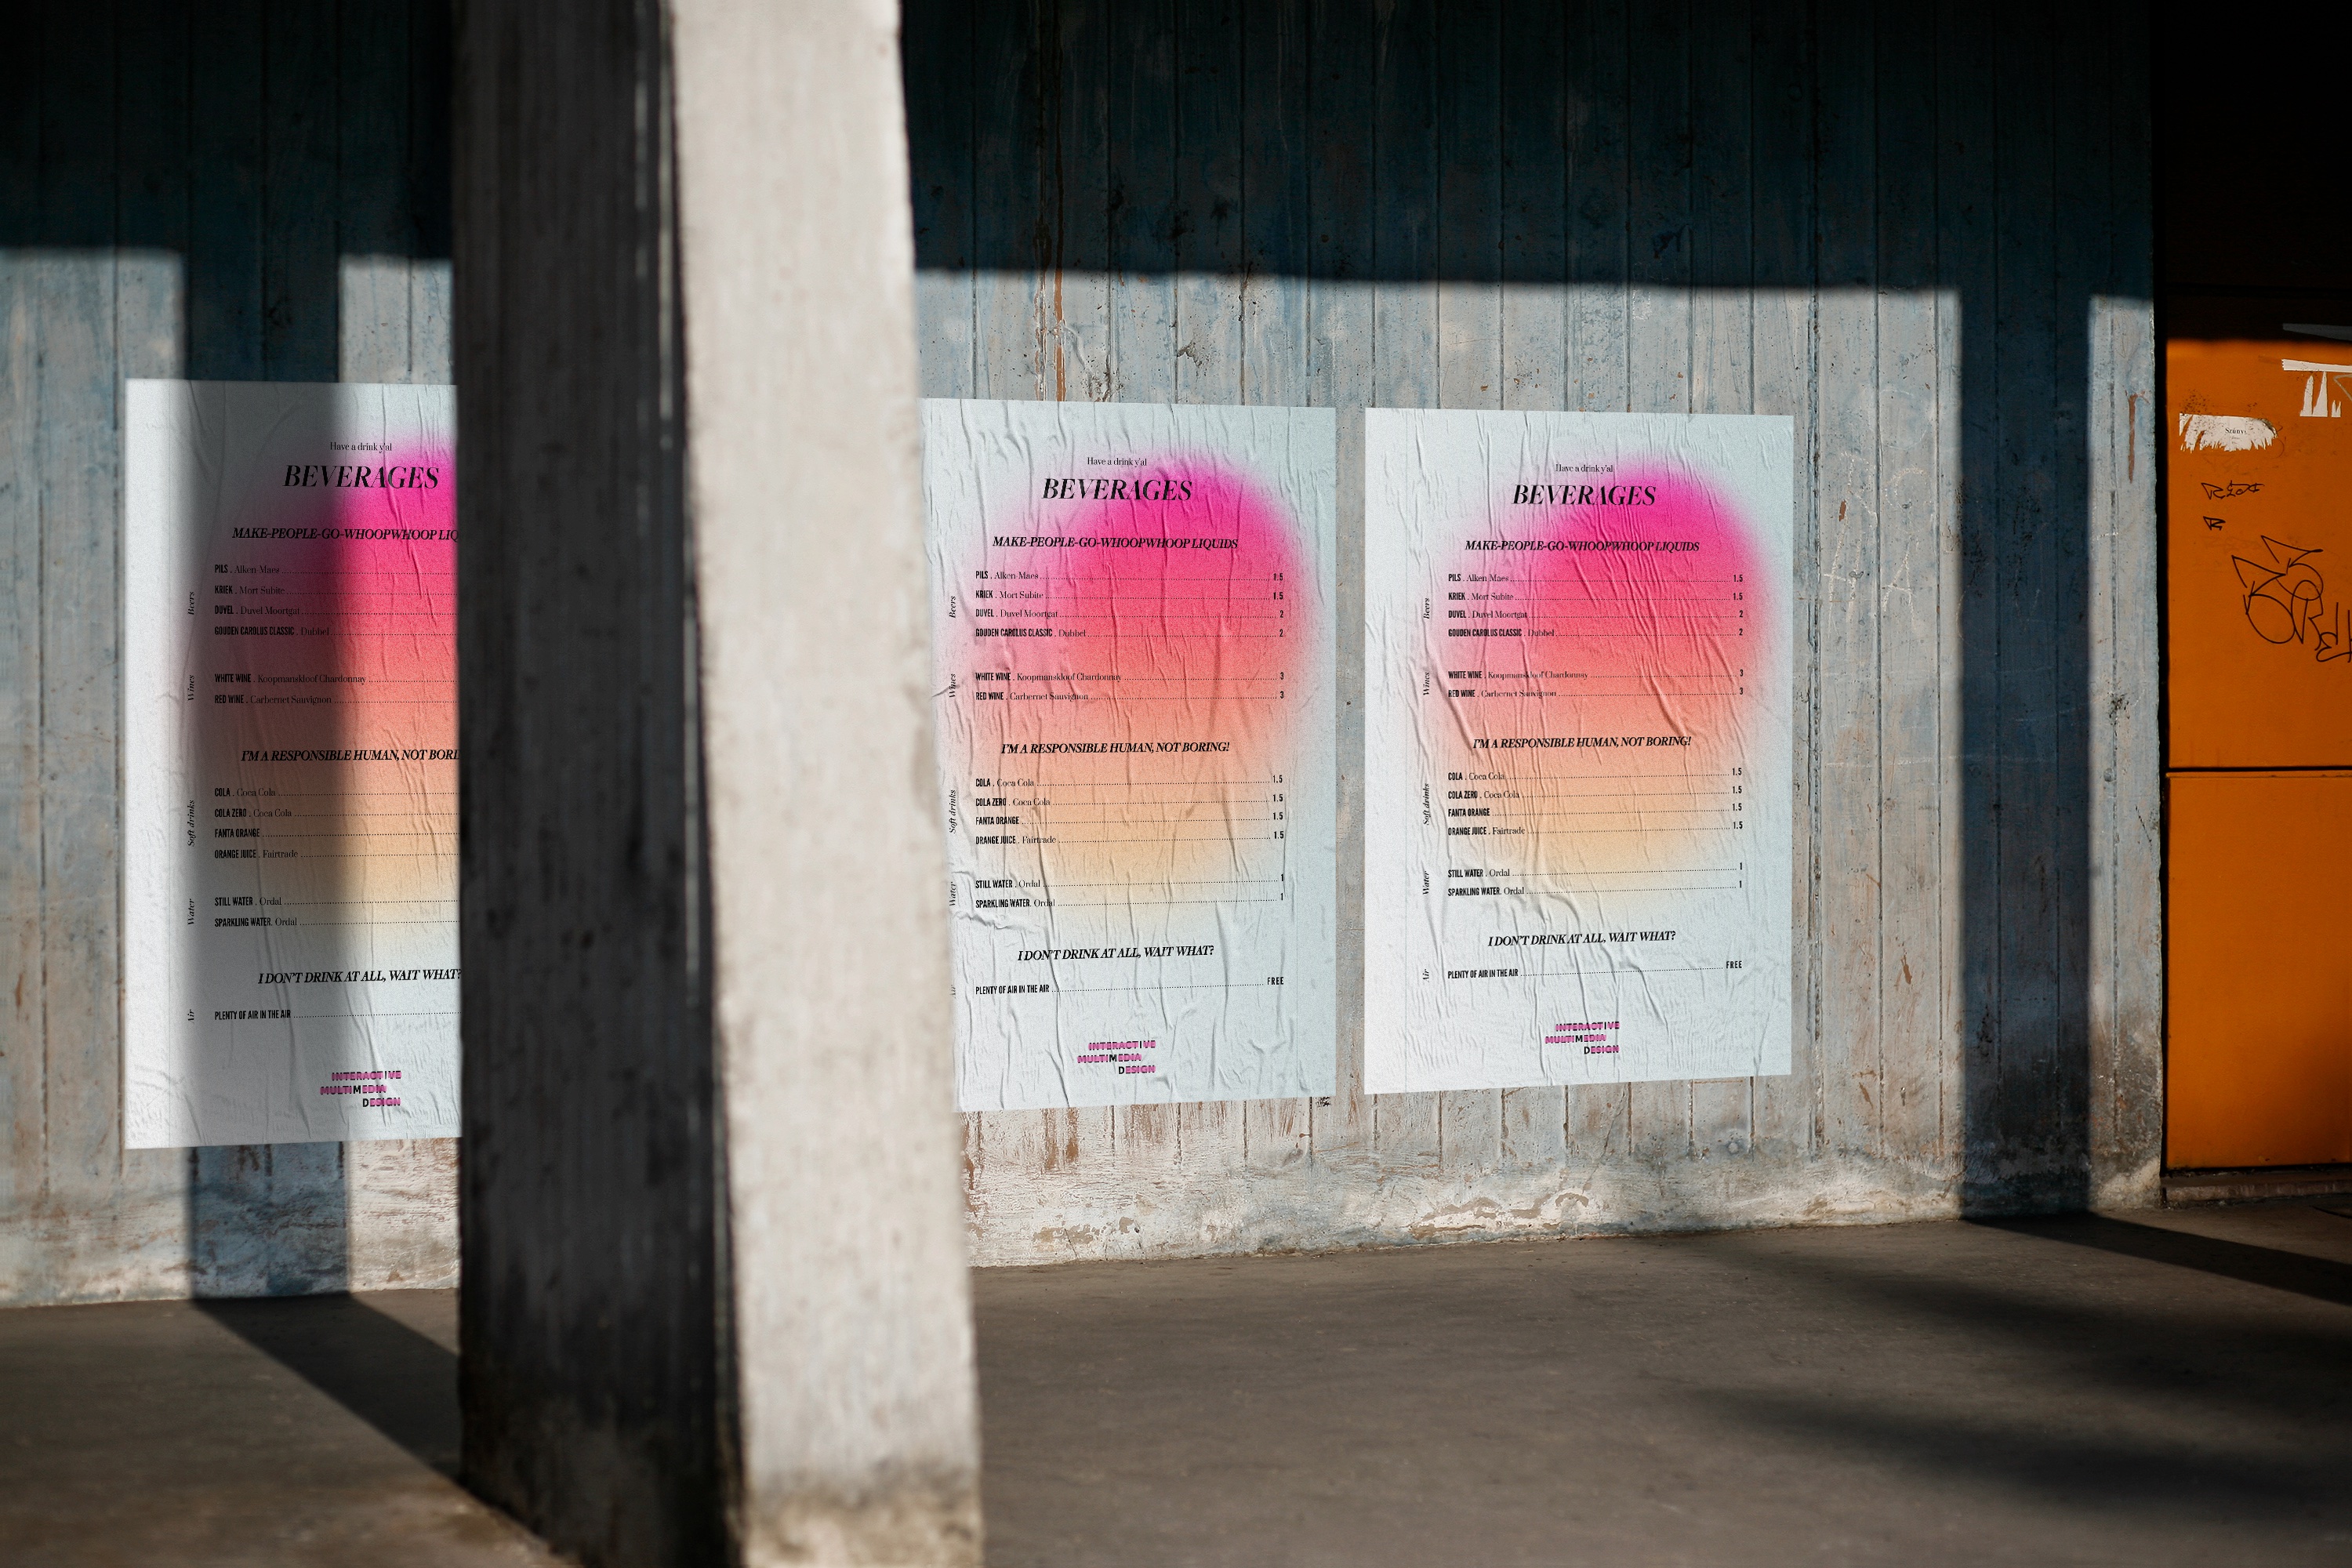 Have a drink y'al
BEVERAGES
MAKE-PEOPLE-GO-WHOOPWHOOP LIQ
Beers
PILS . Alken-Maes
KRIEK . Mort Subite
DUVEL . Duvel Moortgat
GOUDEN CAROLUS CLASSIC . Dubbel
Wines
WHITE WINE . Koopmanskloof Chardonnay
RED WINE . Carbernet Sauvignon
I'M A RESPONSIBLE HUMAN, NOT BORI
Soft drinks
COLA . Coca Cola
COLA ZERO . Coca Cola
FANTA ORANGE
ORANGE JUICE . Fairtrade
Water
STILL WATER . Ordal
SPARKLING WATER. Ordal
I DON'T DRINK AT ALL, WAIT WHAT?
Air
PLENTY OF AIR IN THE AIR
INTERACTIVE
MULTIMEDIA
DESIGN
Have a drink y'al
BEVERAGES
MAKE-PEOPLE-GO-WHOOPWHOOP LIQUIDS
Beers
PILS . Alken-Maes 1.5
KRIEK . Mort Subite 1.5
DUVEL . Duvel Moortgat 2
GOUDEN CAROLUS CLASSIC . Dubbel 2
Wines
WHITE WINE . Koopmanskloof Chardonnay 3
RED WINE . Carbernet Sauvignon 3
I'M A RESPONSIBLE HUMAN, NOT BORING!
Soft drinks
COLA . Coca Cola 1.5
COLA ZERO . Coca Cola 1.5
FANTA ORANGE 1.5
ORANGE JUICE . Fairtrade 1.5
Water
STILL WATER . Ordal 1
SPARKLING WATER. Ordal 1
I DON'T DRINK AT ALL, WAIT WHAT?
Air
PLENTY OF AIR IN THE AIR FREE
INTERACTIVE
MULTIMEDIA
DESIGN
Have a drink y'al
BEVERAGES
MAKE-PEOPLE-GO-WHOOPWHOOP LIQUIDS
Beers
PILS . Alken-Maes 1.5
KRIEK . Mort Subite 1.5
DUVEL . Duvel Moortgat 2
GOUDEN CAROLUS CLASSIC . Dubbel 2
Wines
WHITE WINE . Koopmanskloof Chardonnay 3
RED WINE . Carbernet Sauvignon 3
I'M A RESPONSIBLE HUMAN, NOT BORING!
Soft drinks
COLA . Coca Cola 1.5
COLA ZERO . Coca Cola 1.5
FANTA ORANGE 1.5
ORANGE JUICE . Fairtrade 1.5
Water
STILL WATER . Ordal 1
SPARKLING WATER. Ordal 1
I DON'T DRINK AT ALL, WAIT WHAT?
Air
PLENTY OF AIR IN THE AIR FREE
INTERACTIVE
MULTIMEDIA
DESIGN